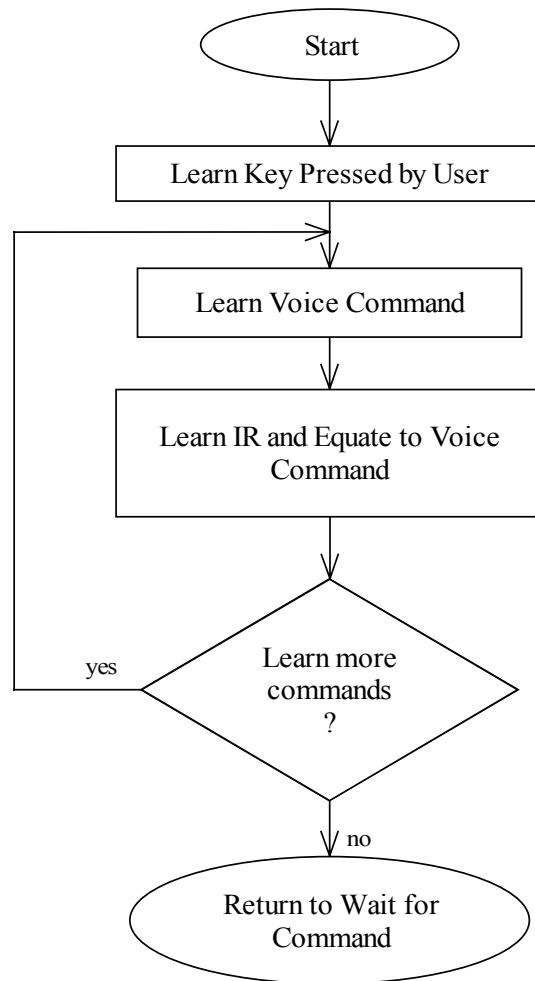 Start
Learn Key Pressed by User
Learn Voice Command
Learn IR and Equate to Voice
Command
Learn more
commands
?
yes
no
Return to Wait for
Command